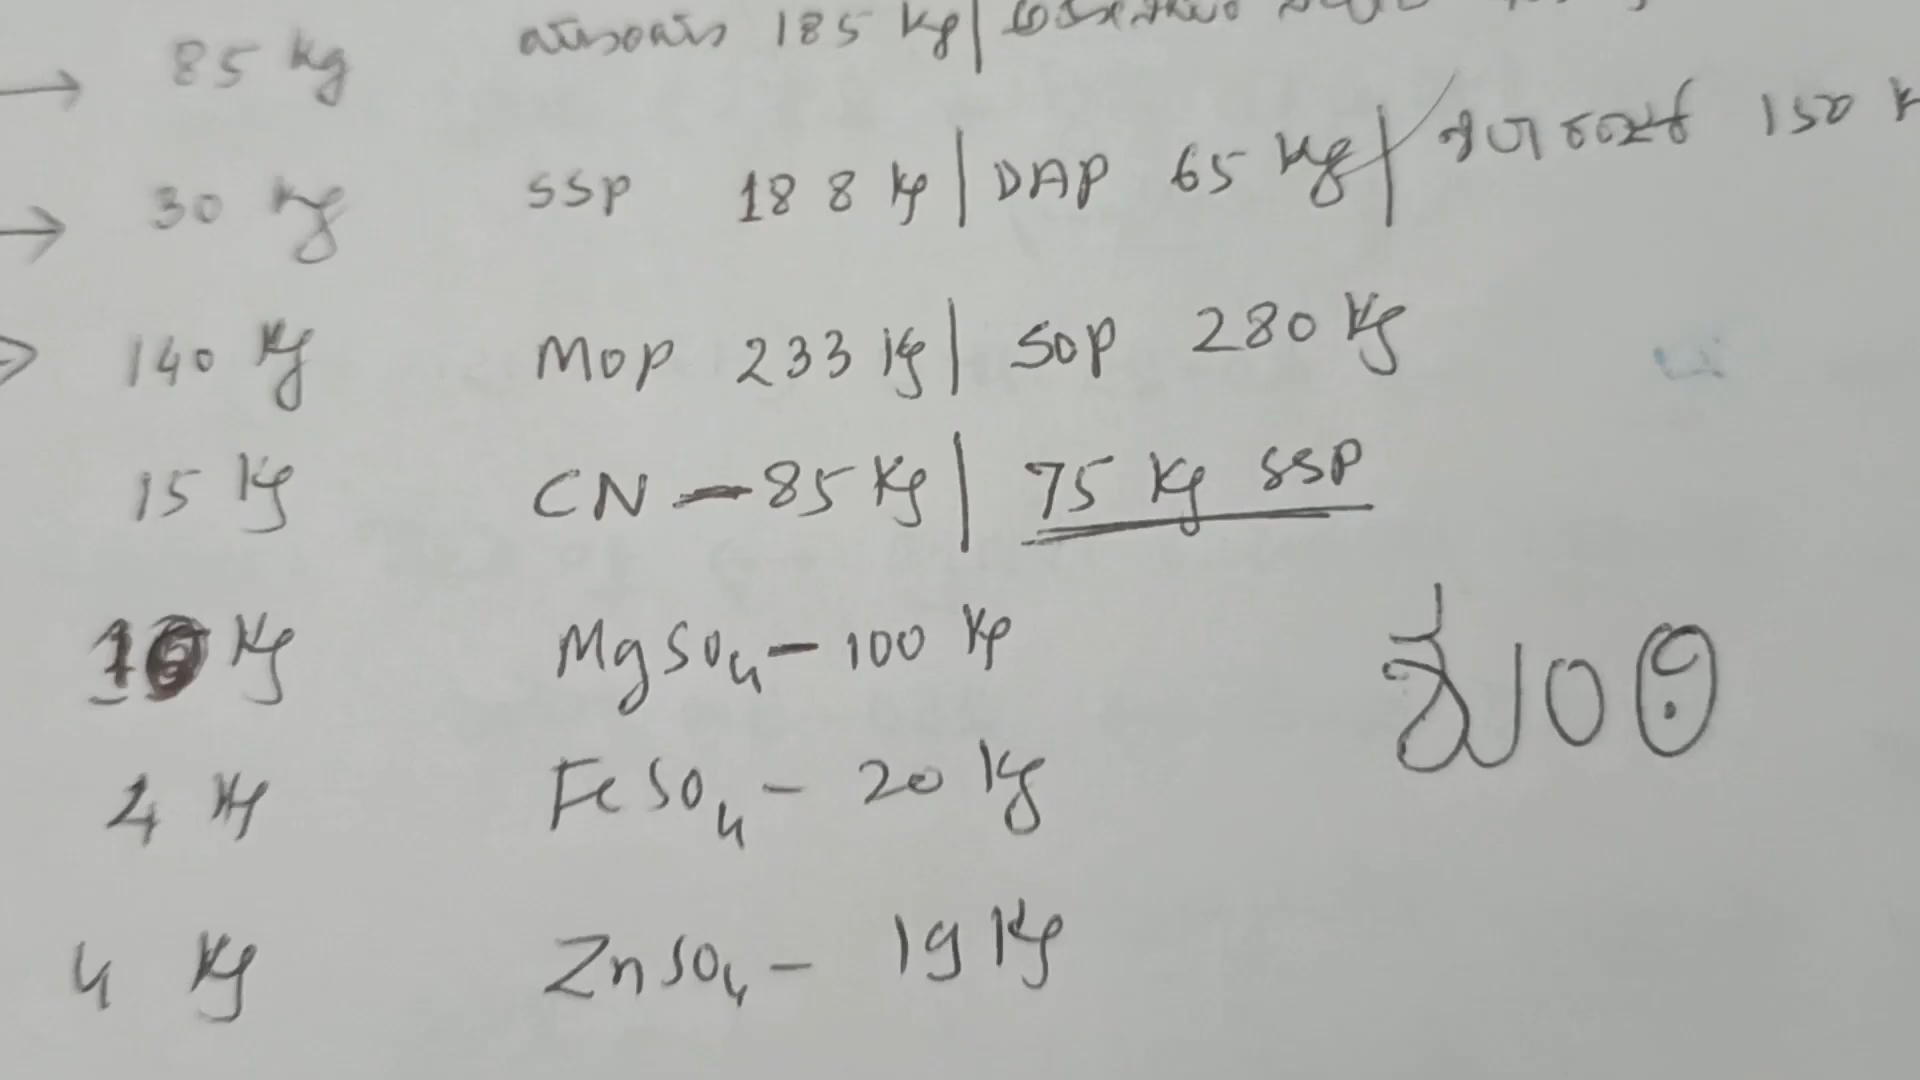 → 85 kg யூரியா 185 kg |
→ 30 kg SSP 188 kg | DAP 65 kg | 150 k
→ 140 kg MOP 233 kg | SOP 280 kg
15 kg CN - 85 kg | 75 kg SSP
10 kg MgSO4 - 100 kg
4 kg FeSO4 - 20 kg
4 kg ZnSO4 - 19 kg